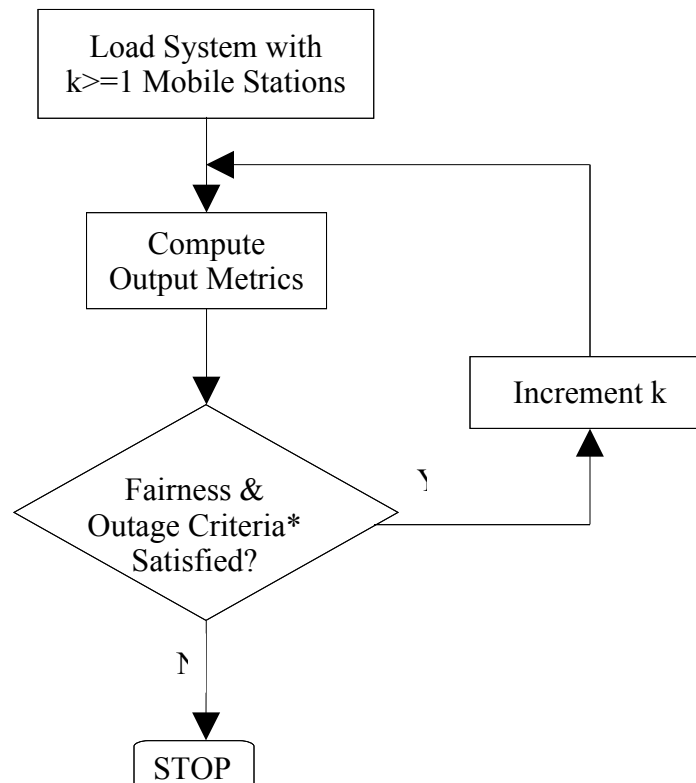 Load System with
k>=1 Mobile Stations
Compute
Output Metrics
Increment k
Y
Fairness &
Outage Criteria*
Satisfied?
N
STOP